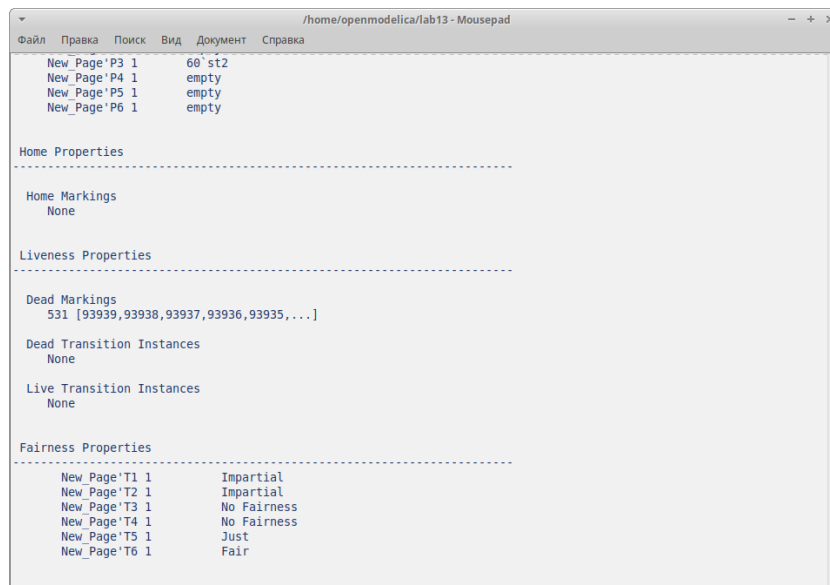 /home/openmodelica/lab13 - Mousepad
Файл Правка Поиск Вид Документ Справка
New_Page'P3 1 60`st2
New_Page'P4 1 empty
New_Page'P5 1 empty
New_Page'P6 1 empty
Home Properties
------------------------------------------------------------------------
Home Markings
None
Liveness Properties
------------------------------------------------------------------------
Dead Markings
531 [93939,93938,93937,93936,93935,...]
Dead Transition Instances
None
Live Transition Instances
None
Fairness Properties
------------------------------------------------------------------------
New_Page'T1 1 Impartial
New_Page'T2 1 Impartial
New_Page'T3 1 No Fairness
New_Page'T4 1 No Fairness
New_Page'T5 1 Just
New_Page'T6 1 Fair